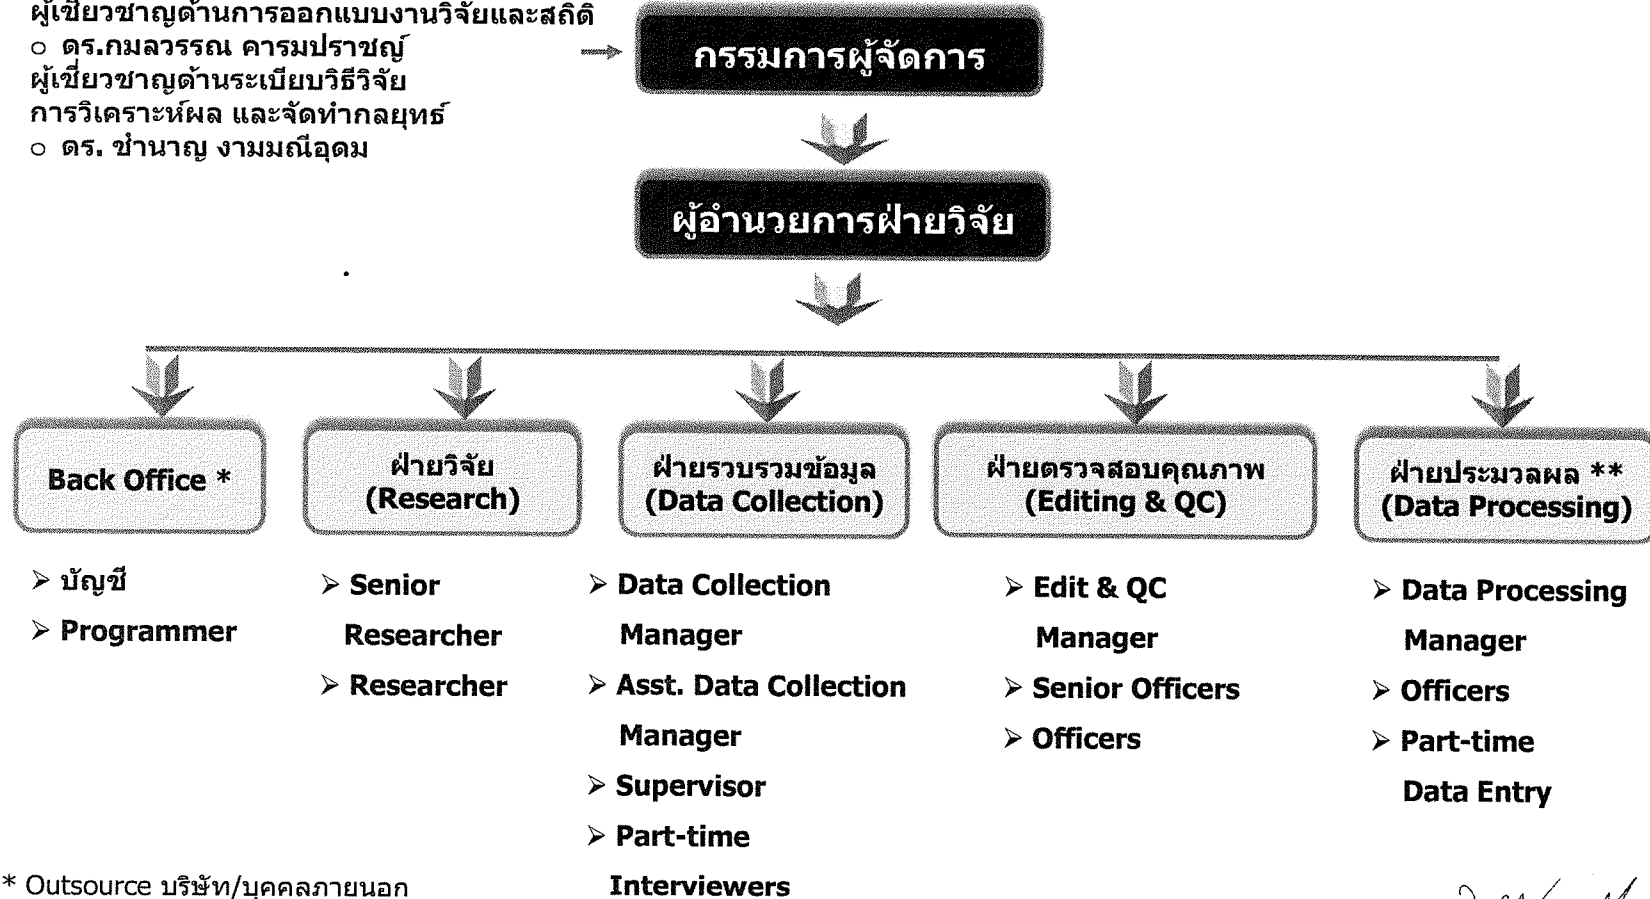 ผู้เชี่ยวชาญด้านการออกแบบงานวิจัยและสถิติ
○ ดร.กมลวรรณ คารมปราชญ์
ผู้เชี่ยวชาญด้านระเบียบวิธีวิจัย
การวิเคราะห์ผล และจัดทำกลยุทธ์
○ ดร. ชำนาญ งามมณีอุดม
กรรมการผู้จัดการ
ผู้อำนวยการฝ่ายวิจัย
Back Office *
➢ บัญชี
➢ Programmer
ฝ่ายวิจัย
(Research)
➢ Senior
Researcher
➢ Researcher
ฝ่ายรวบรวมข้อมูล
(Data Collection)
➢ Data Collection
Manager
➢ Asst. Data Collection
Manager
➢ Supervisor
➢ Part-time
Interviewers
ฝ่ายตรวจสอบคุณภาพ
(Editing & QC)
➢ Edit & QC
Manager
➢ Senior Officers
➢ Officers
ฝ่ายประมวลผล **
(Data Processing)
➢ Data Processing
Manager
➢ Officers
➢ Part-time
Data Entry
* Outsource บริษัท/บุคคลภายนอก